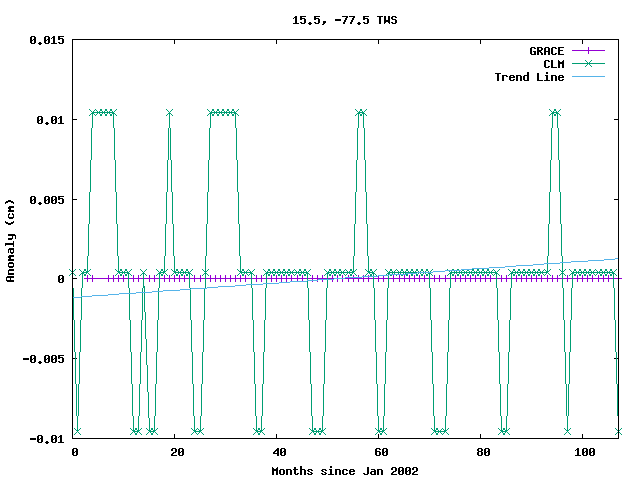 15.5, -77.5 TWS
0.015
0.01
0.005
0
-0.005
-0.01
Anomaly (cm)
GRACE
CLM
Trend Line
0 20 40 60 80 100
Months since Jan 2002